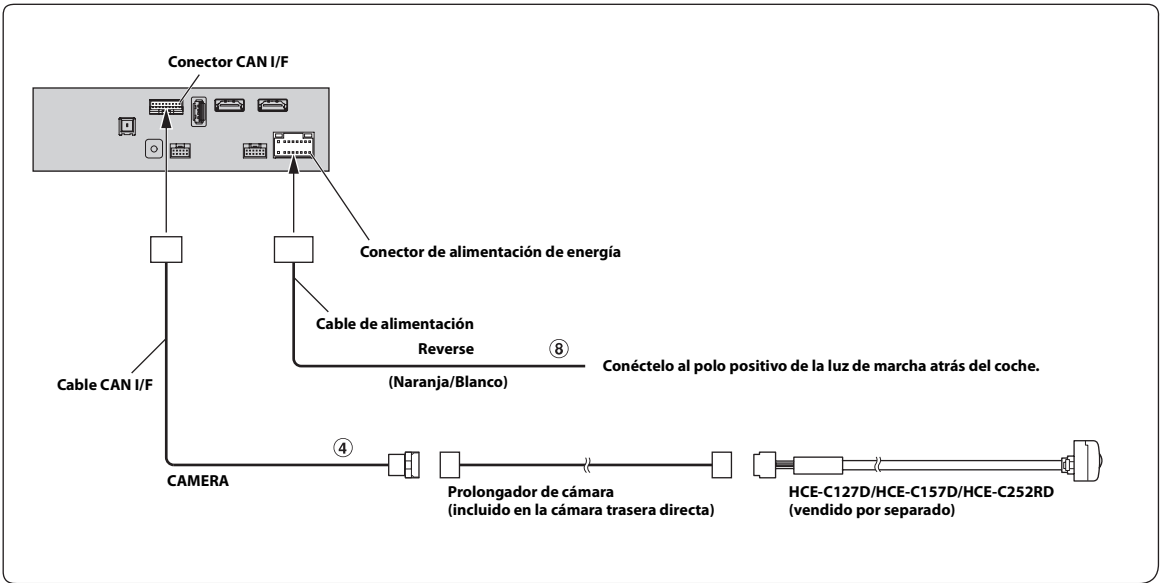 Conector CAN I/F
Conector de alimentación de energía
Cable de alimentación
Reverse
⑧
Conéctelo al polo positivo de la luz de marcha atrás del coche.
(Naranja/Blanco)
Cable CAN I/F
④
CAMERA
Prolongador de cámara
(incluido en la cámara trasera directa)
HCE-C127D/HCE-C157D/HCE-C252RD
(vendido por separado)